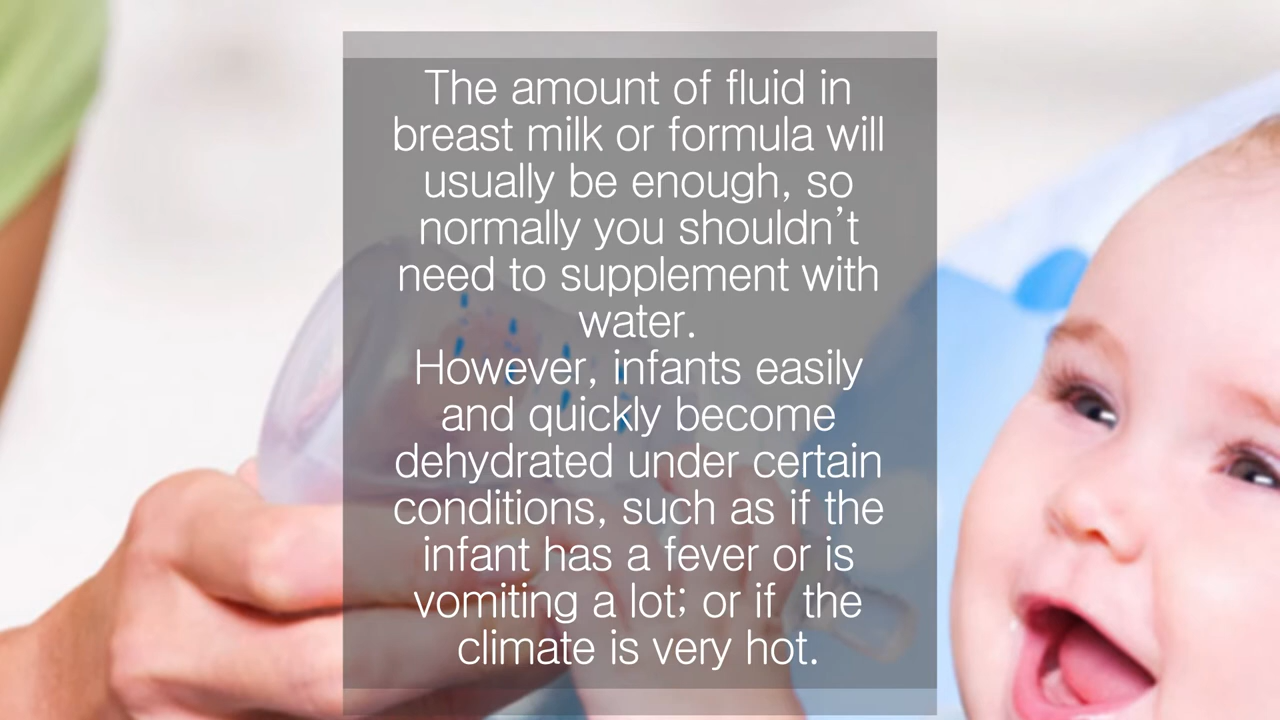 The amount of fluid in
breast milk or formula will
usually be enough, so
normally you shouldn't
need to supplement with
water.
However, infants easily
and quickly become
dehydrated under certain
conditions, such as if the
infant has a fever or is
vomiting a lot; or if  the
climate is very hot.